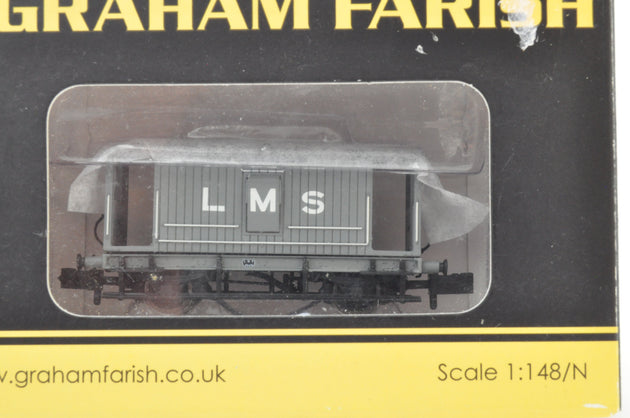 GRAHAM FARISH
LMS
w.grahamfarish.co.uk
Scale 1:148/N